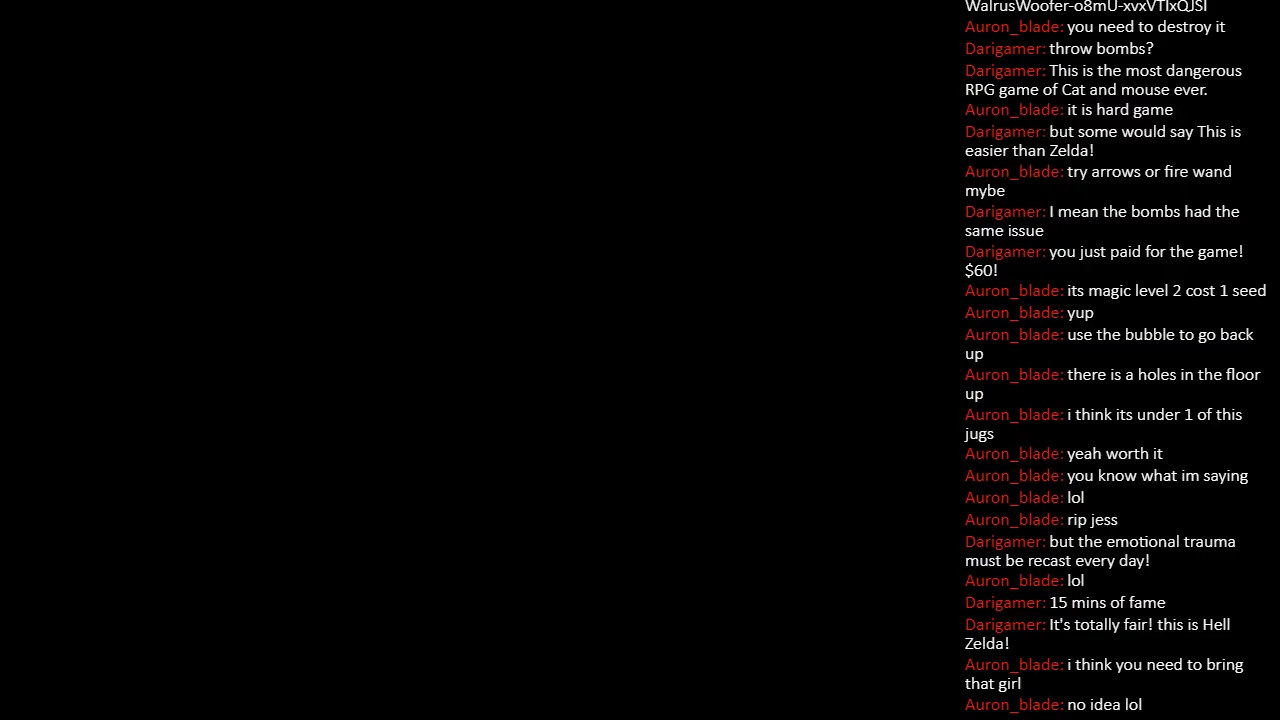 WalrusWoofer-o8mU-xvxVTlxQJSI
Auron_blade: you need to destroy it
Darigamer: throw bombs?
Darigamer: This is the most dangerous
RPG game of Cat and mouse ever.
Auron_blade: it is hard game
Darigamer: but some would say This is
easier than Zelda!
Auron_blade: try arrows or fire wand
mybe
Darigamer: I mean the bombs had the
same issue
Darigamer: you just paid for the game!
$60!
Auron_blade: its magic level 2 cost 1 seed
Auron_blade: yup
Auron_blade: use the bubble to go back
up
Auron_blade: there is a holes in the floor
up
Auron_blade: i think its under 1 of this
jugs
Auron_blade: yeah worth it
Auron_blade: you know what im saying
Auron_blade: lol
Auron_blade: rip jess
Darigamer: but the emotional trauma
must be recast every day!
Auron_blade: lol
Darigamer: 15 mins of fame
Darigamer: It's totally fair! this is Hell
Zelda!
Auron_blade: i think you need to bring
that girl
Auron_blade: no idea lol